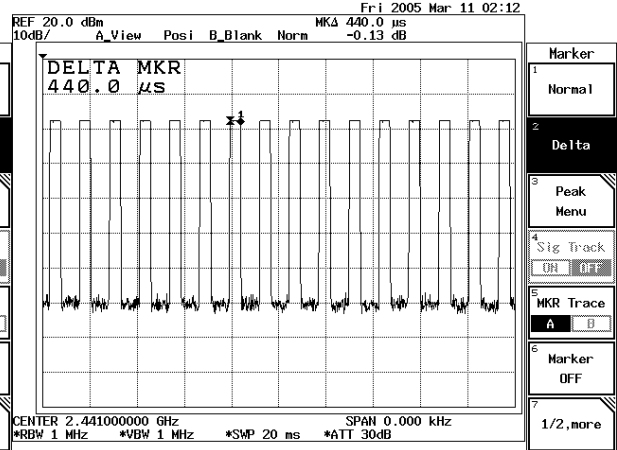 Fri 2005 Mar 11 02:12
REF 20.0 dBm MKΔ 440.0 µs
10dB/ A_View Posi B_Blank Norm -0.13 dB
DELTA MKR
440.0 µs
1
Marker
1
Normal
2
Delta
3
Peak
Menu
4
Sig Track
ON OFF
5
MKR Trace
A B
6
Marker
OFF
7
1/2,more
CENTER 2.441000000 GHz SPAN 0.000 kHz
*RBW 1 MHz *VBW 1 MHz *SWP 20 ms *ATT 30dB